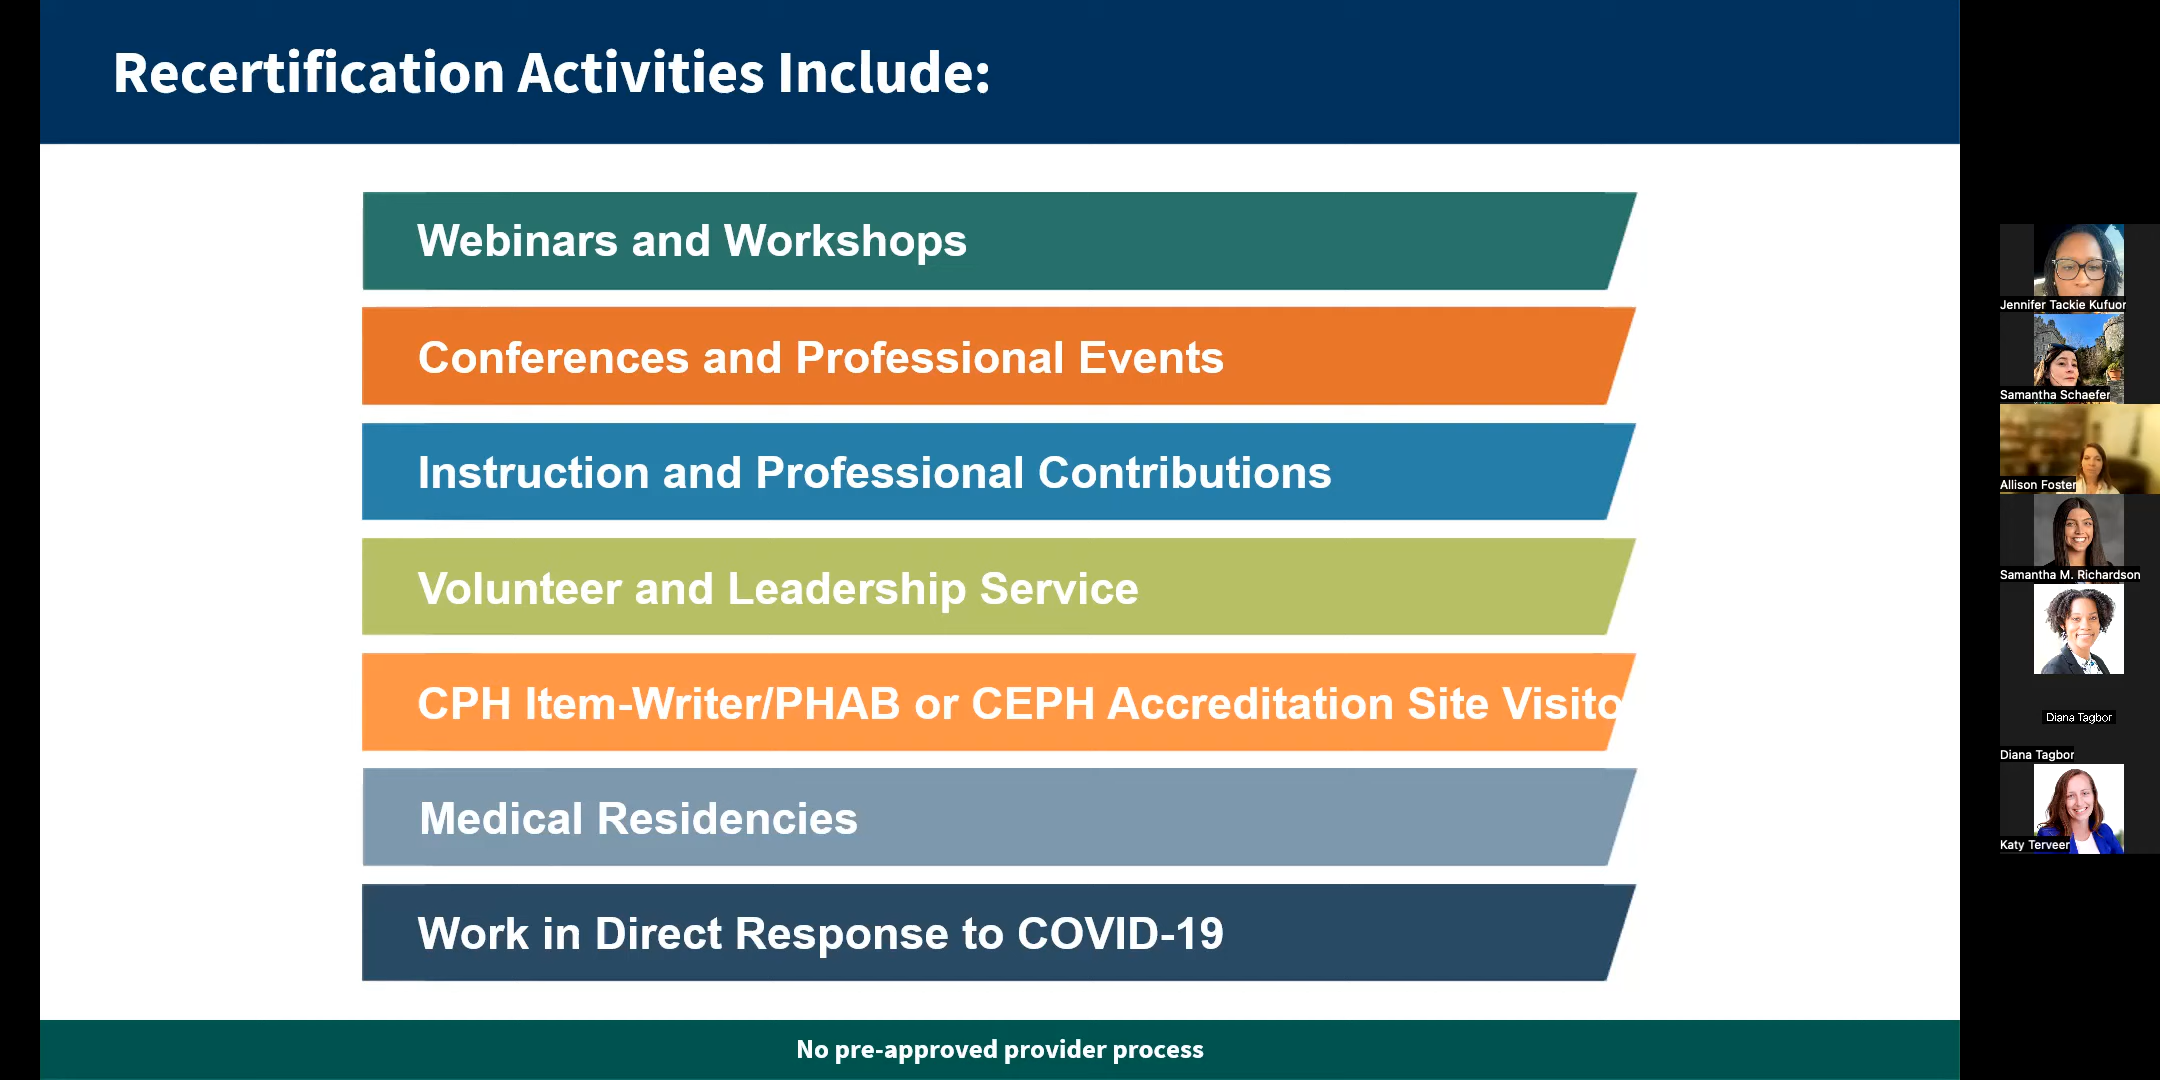 Recertification Activities Include:
Webinars and Workshops
Conferences and Professional Events
Instruction and Professional Contributions
Volunteer and Leadership Service
CPH Item-Writer/PHAB or CEPH Accreditation Site Visito
Medical Residencies
Work in Direct Response to COVID-19
No pre-approved provider process
Jennifer Tackie Kufuor
Samantha Schaefer
Allison Foster
Samantha M. Richardson
Diana Tagbor
Diana Tagbor
Katy Terveer